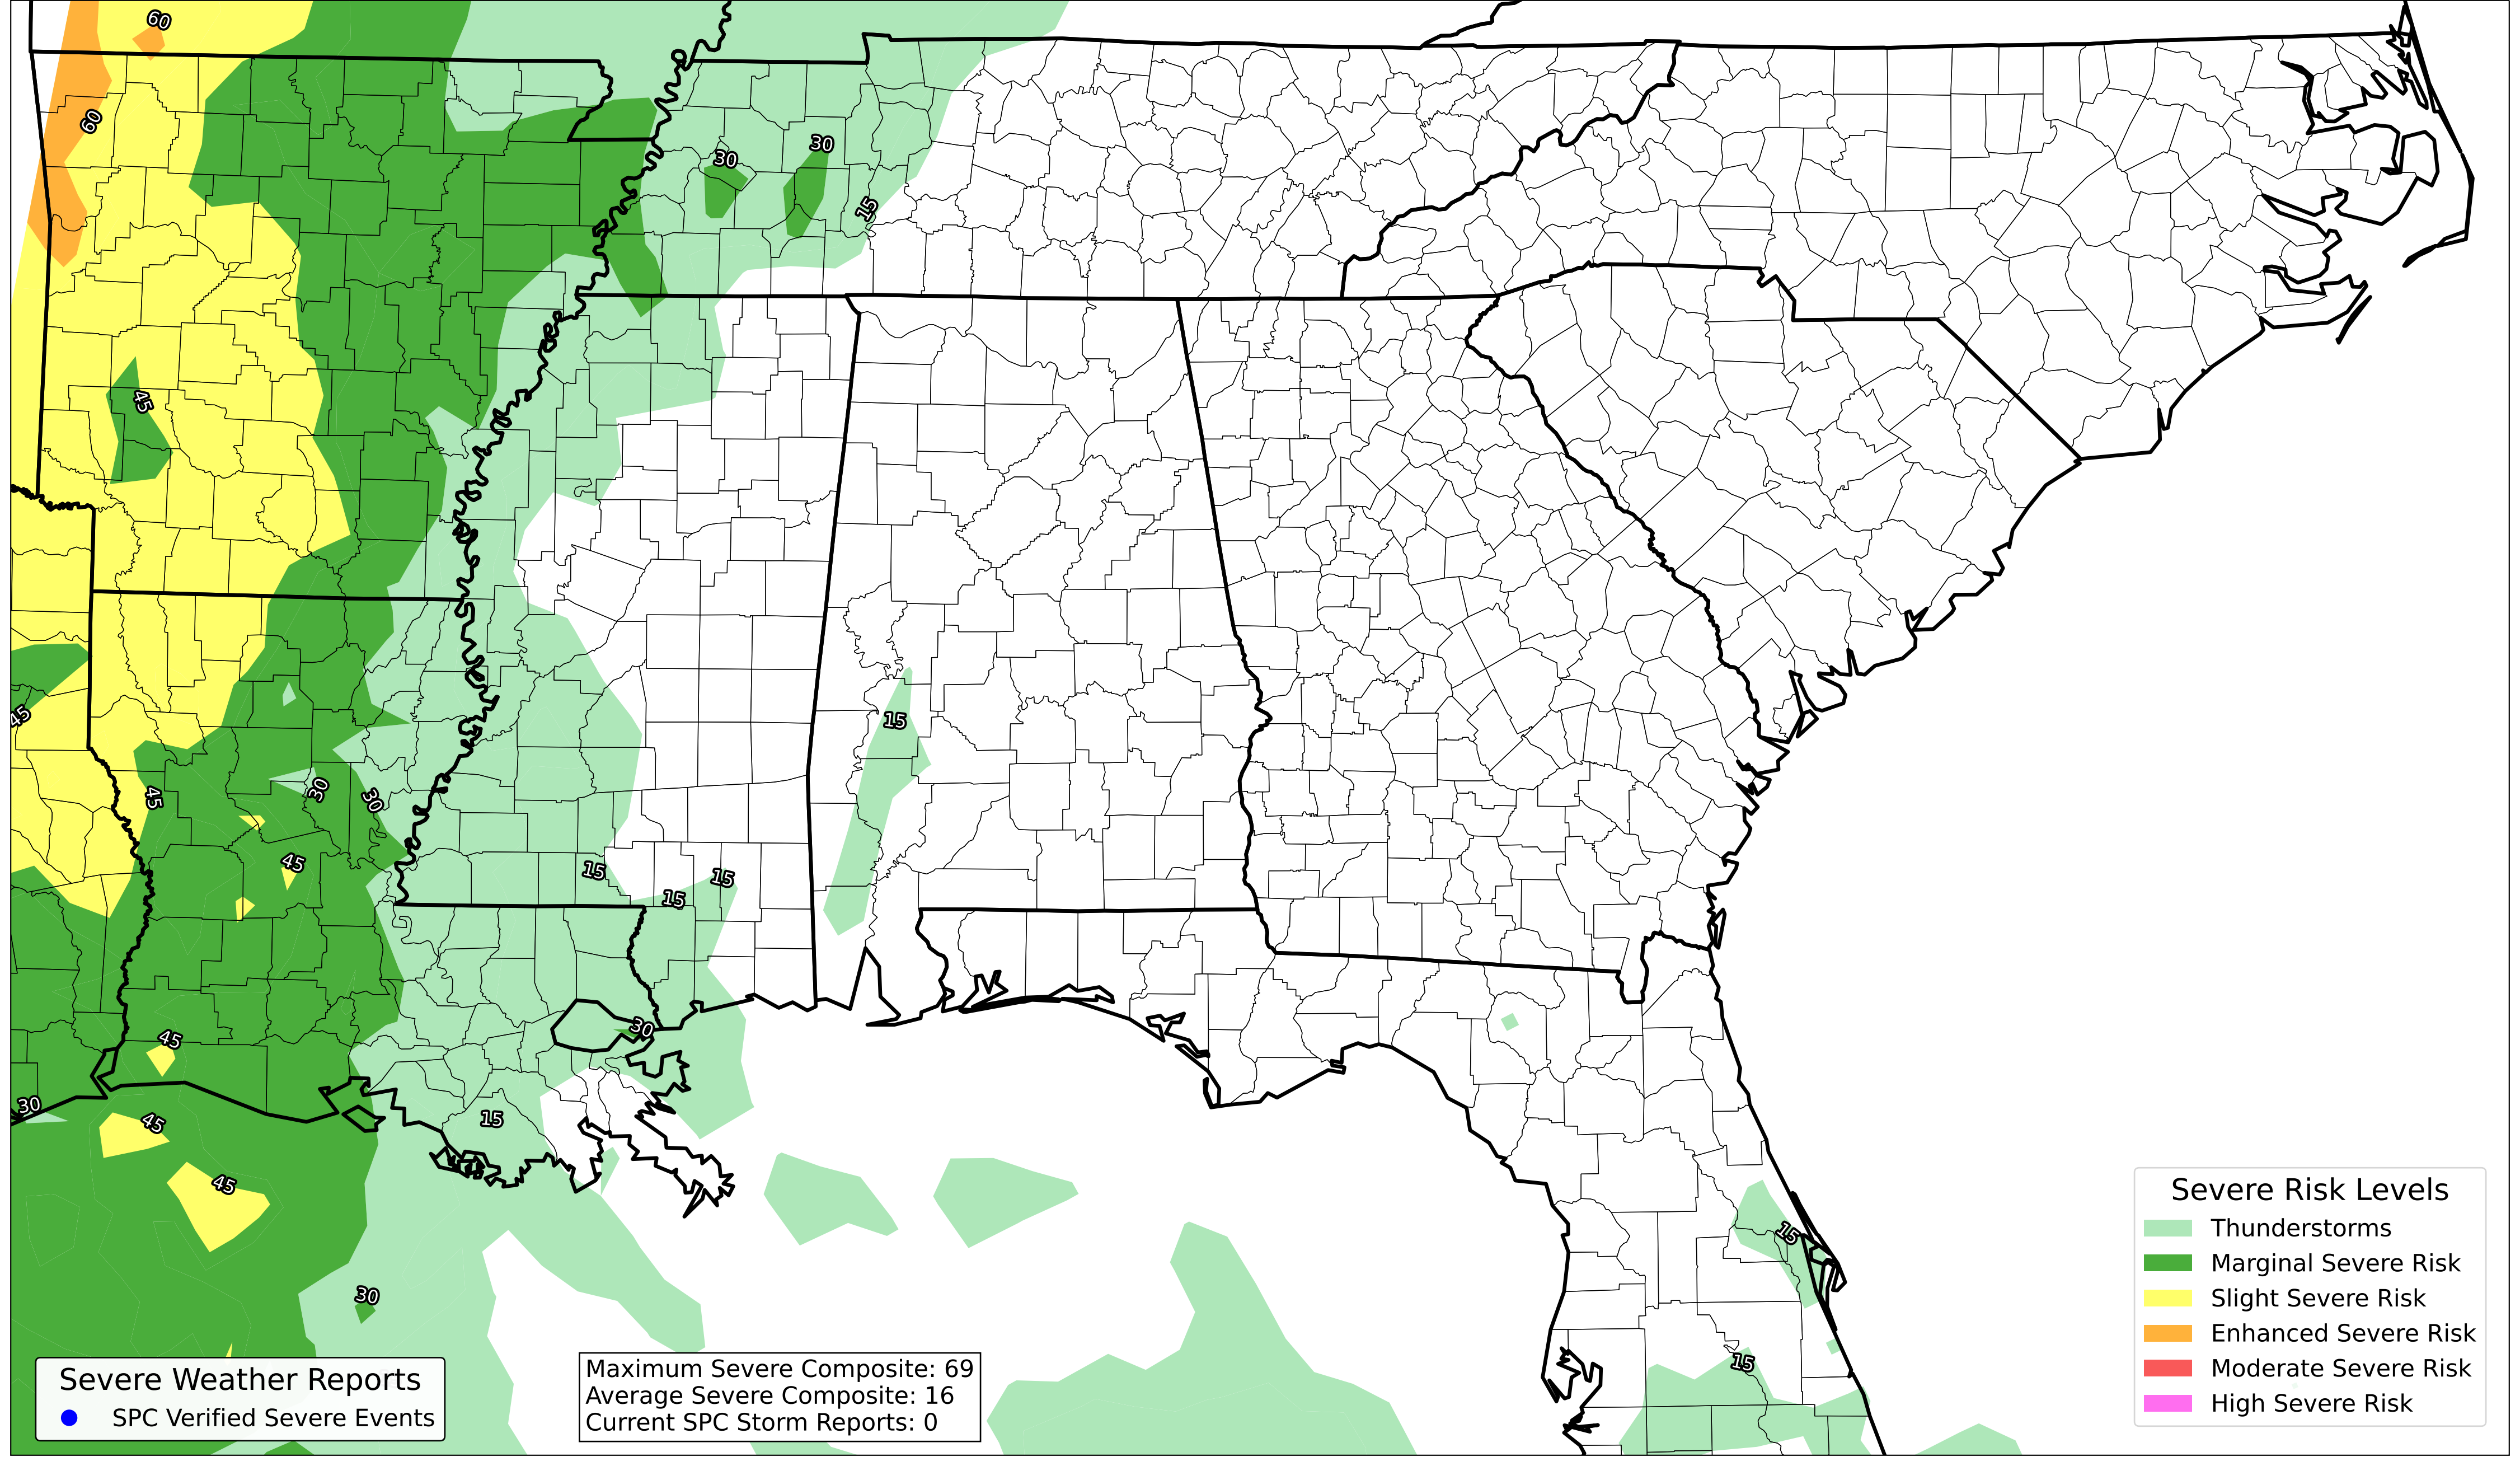 60
60
30
30
15
45
45
15
45
30
30
45
15
15
15
30
45
30
15
45
45
15
30
15
Severe Risk Levels
Thunderstorms
Marginal Severe Risk
Slight Severe Risk
Enhanced Severe Risk
Moderate Severe Risk
High Severe Risk
Severe Weather Reports
SPC Verified Severe Events
Maximum Severe Composite: 69
Average Severe Composite: 16
Current SPC Storm Reports: 0